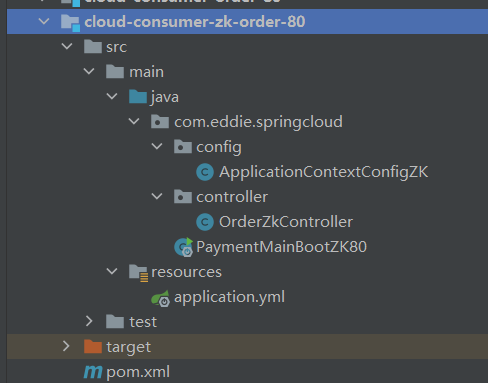 cloud-consumer-zk-order-80
src
main
java
com.eddie.springcloud
config
ApplicationContextConfigZK
controller
OrderZkController
PaymentMainBootZK80
resources
application.yml
test
target
pom.xml